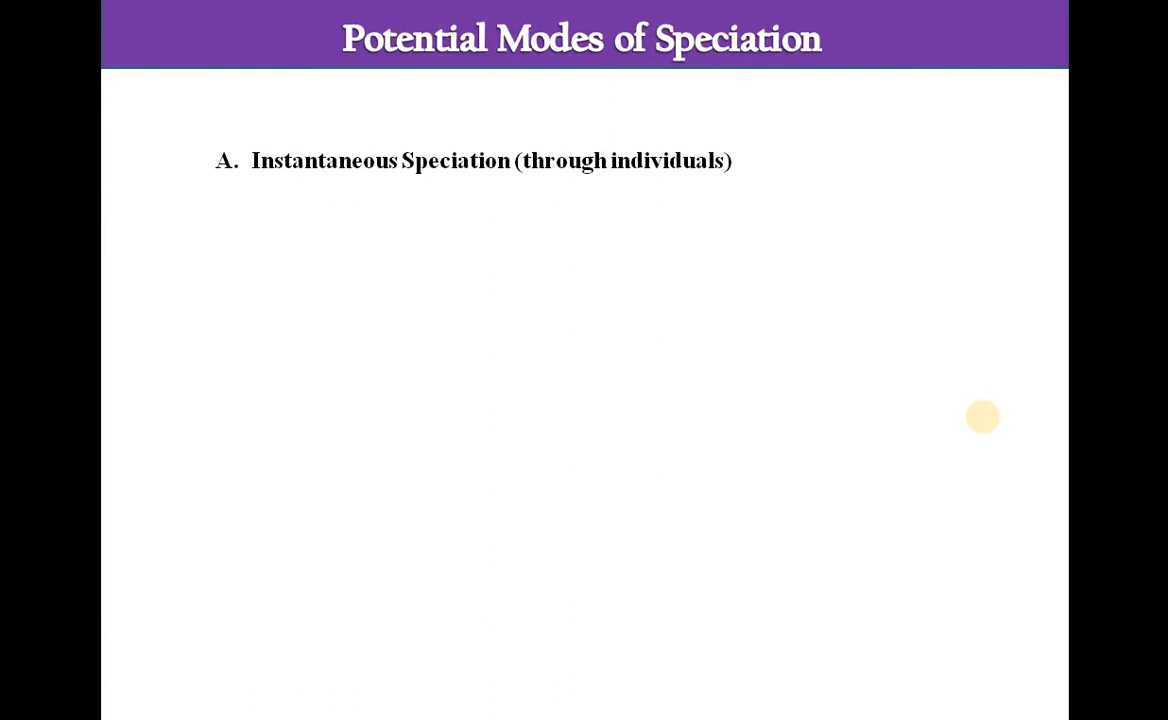 Potential Modes of Speciation
A. Instantaneous Speciation (through individuals)